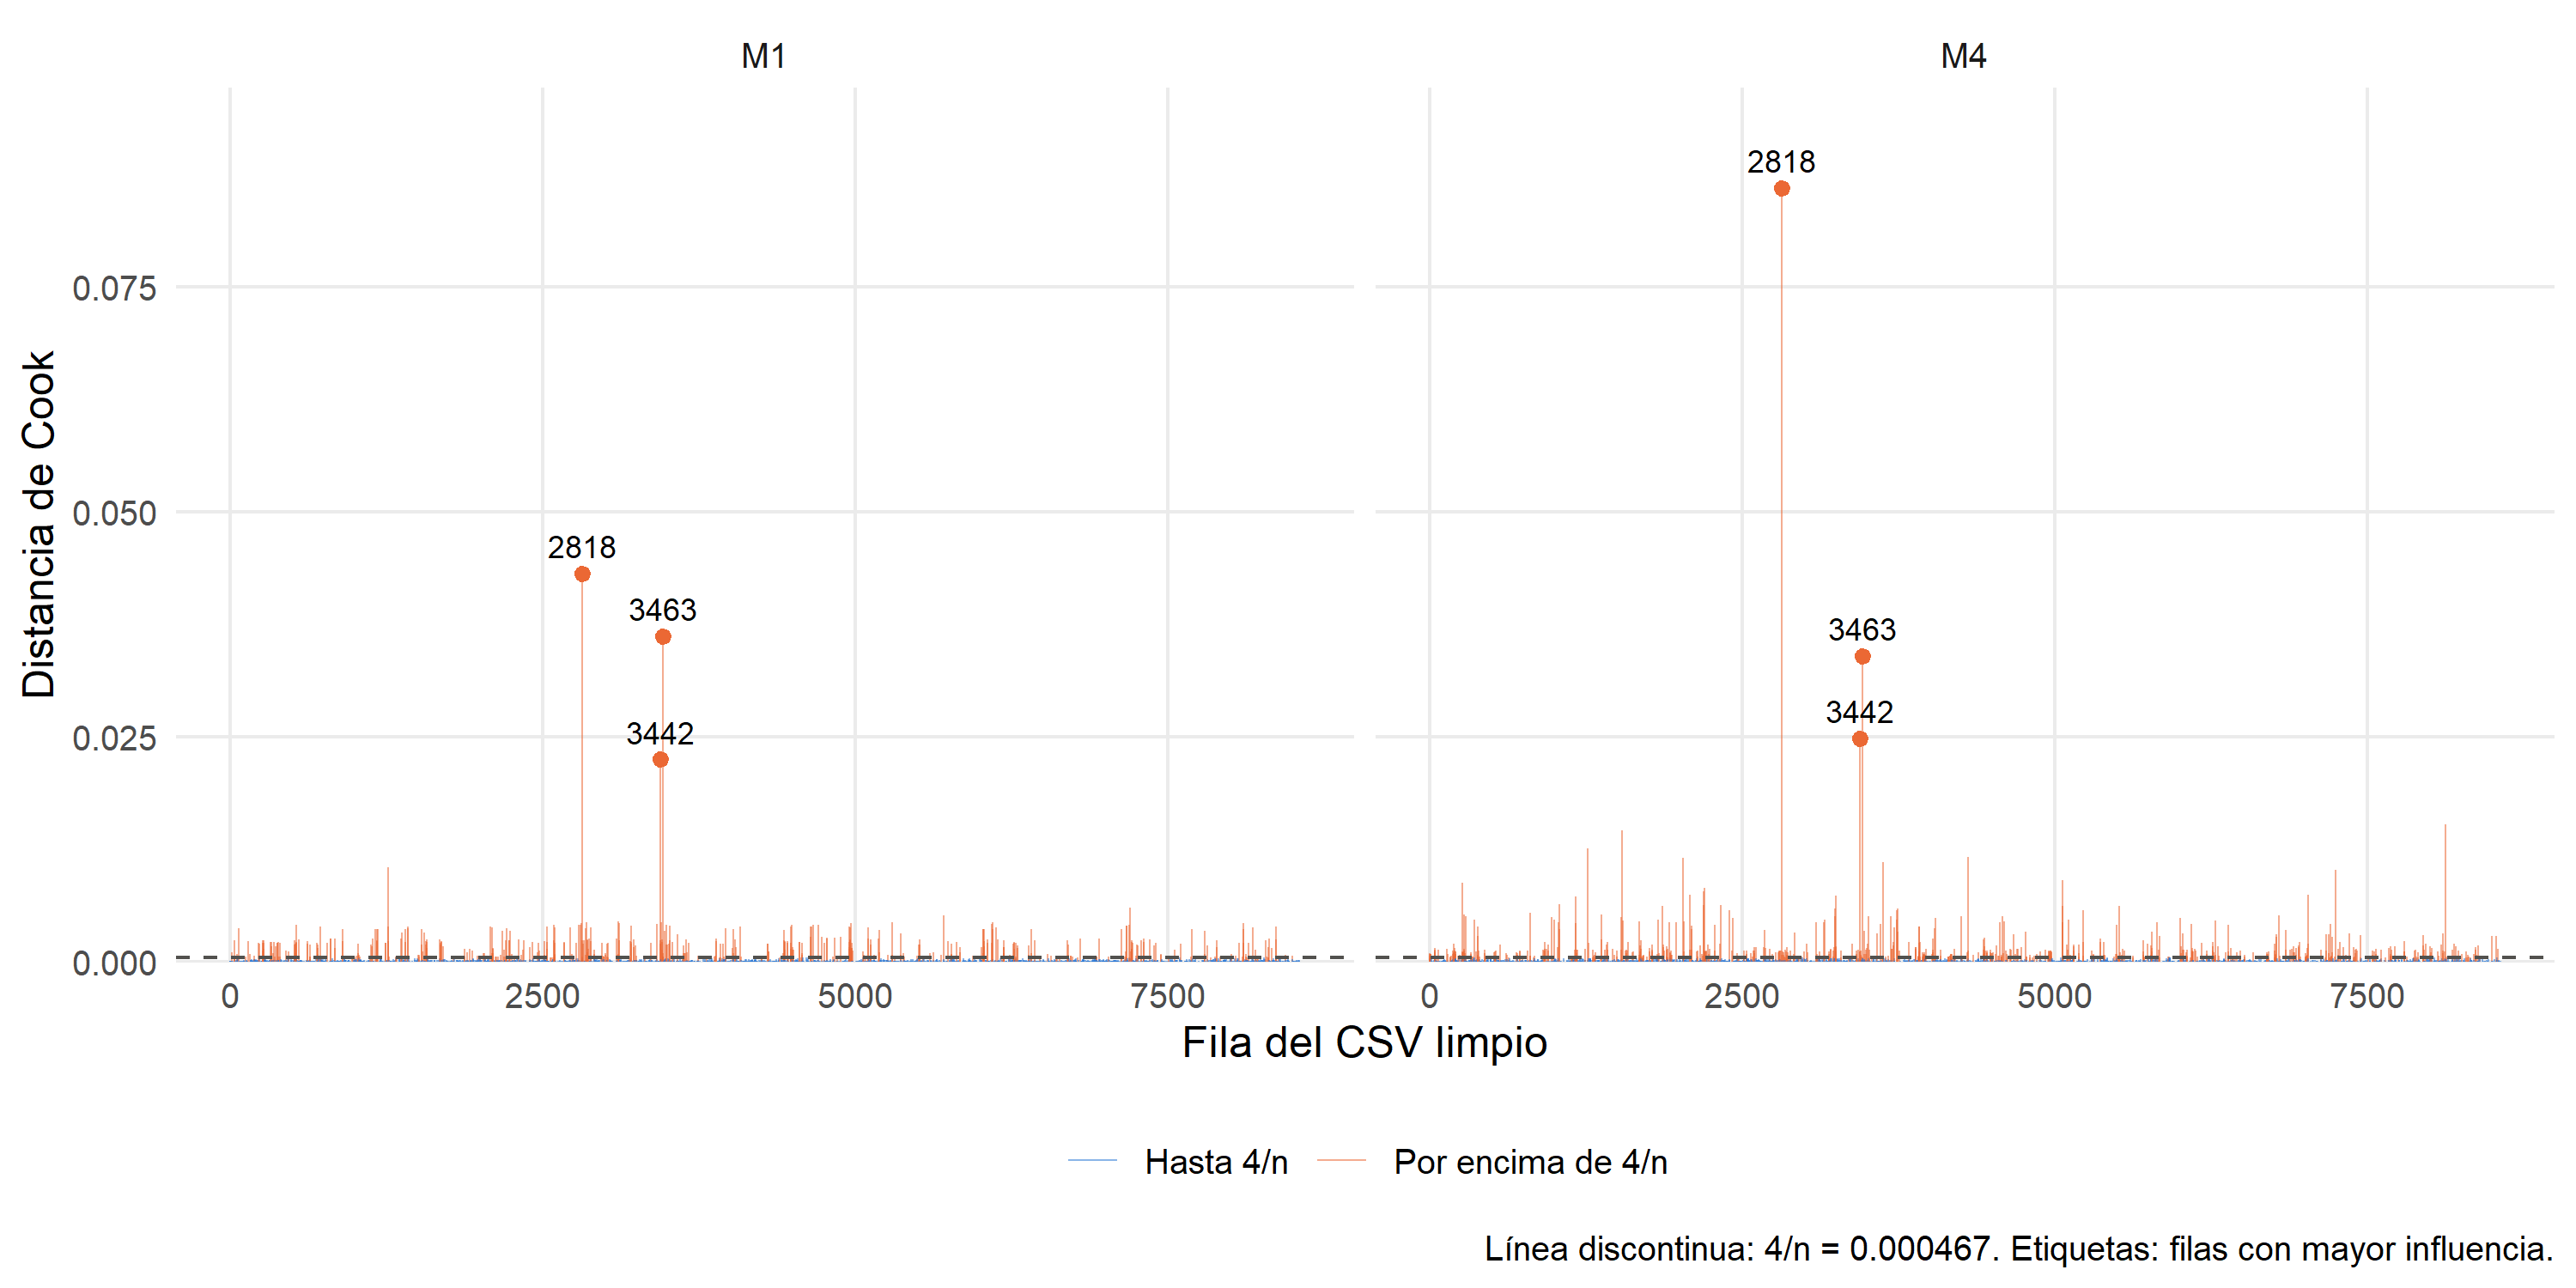 M1 M4
Distancia de Cook
0.075
0.050
0.025
0.000
2818
3463
3442
2818
3463
3442
0 2500 5000 7500 0 2500 5000 7500
Fila del CSV limpio
Hasta 4/n Por encima de 4/n
Línea discontinua: 4/n = 0.000467. Etiquetas: filas con mayor influencia.